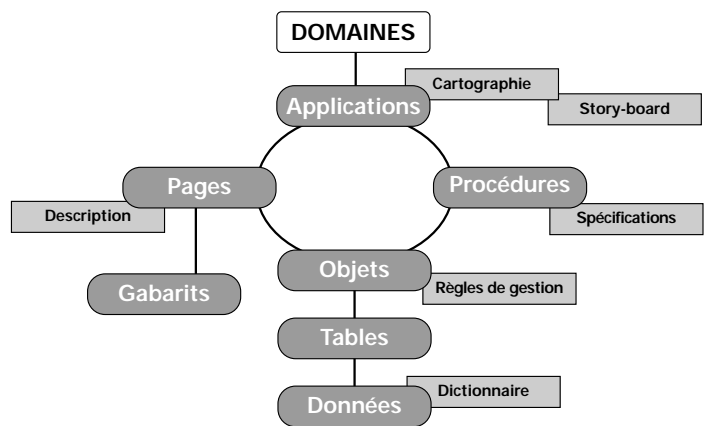 DOMAINES
Cartographie
Applications
Story-board
Pages
Procédures
Description
Spécifications
Objets
Gabarits
Règles de gestion
Tables
Dictionnaire
Données